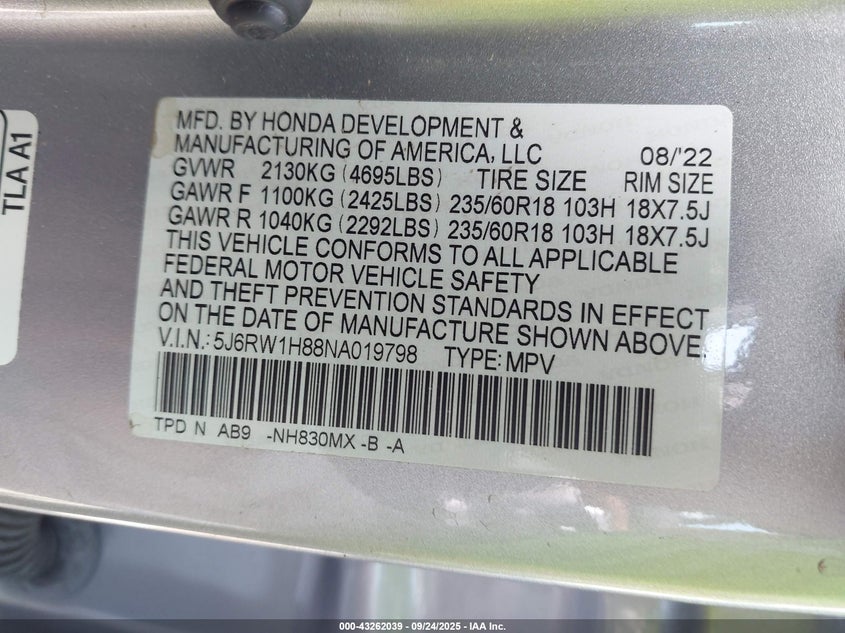 TLA A1
MFD. BY HONDA DEVELOPMENT &
MANUFACTURING OF AMERICA, LLC 08/'22
GVWR 2130KG (4695LBS) TIRE SIZE RIM SIZE
GAWR F 1100KG (2425LBS) 235/60R18 103H 18X7.5J
GAWR R 1040KG (2292LBS) 235/60R18 103H 18X7.5J
THIS VEHICLE CONFORMS TO ALL APPLICABLE
FEDERAL MOTOR VEHICLE SAFETY
AND THEFT PREVENTION STANDARDS IN EFFECT
ON THE DATE OF MANUFACTURE SHOWN ABOVE.
V.I.N.: 5J6RW1H88NA019798 TYPE: MPV
TPD N AB9 -NH830MX -B -A
000-43262039 - 09/24/2025 - IAA Inc.